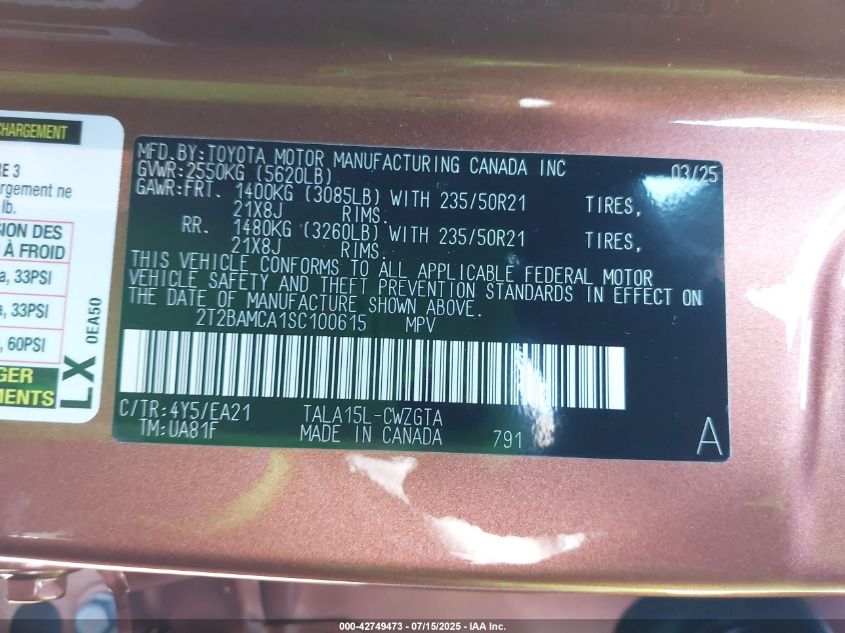 CHARGEMENT
E 3
argement ne
lb.
SION DES
À FROID
a, 33PSI
a, 33PSI
, 60PSI
GER
EMENTS
LX
0EA50
MFD. BY:TOYOTA MOTOR MANUFACTURING CANADA INC 03/25
GVWR:2550KG (5620LB)
GAWR:FRT. 1400KG (3085LB) WITH 235/50R21 TIRES,
21X8J RIMS.
RR. 1480KG (3260LB) WITH 235/50R21 TIRES,
21X8J RIMS.
THIS VEHICLE CONFORMS TO ALL APPLICABLE FEDERAL MOTOR
VEHICLE SAFETY AND THEFT PREVENTION STANDARDS IN EFFECT ON
THE DATE OF MANUFACTURE SHOWN ABOVE.
2T2BAMCA1SC100615 MPV
C/TR:4Y5/EA21 TALA15L-CWZGTA
TM:UA81F MADE IN CANADA 791 A
000-42749473 - 07/15/2025 - IAA Inc.